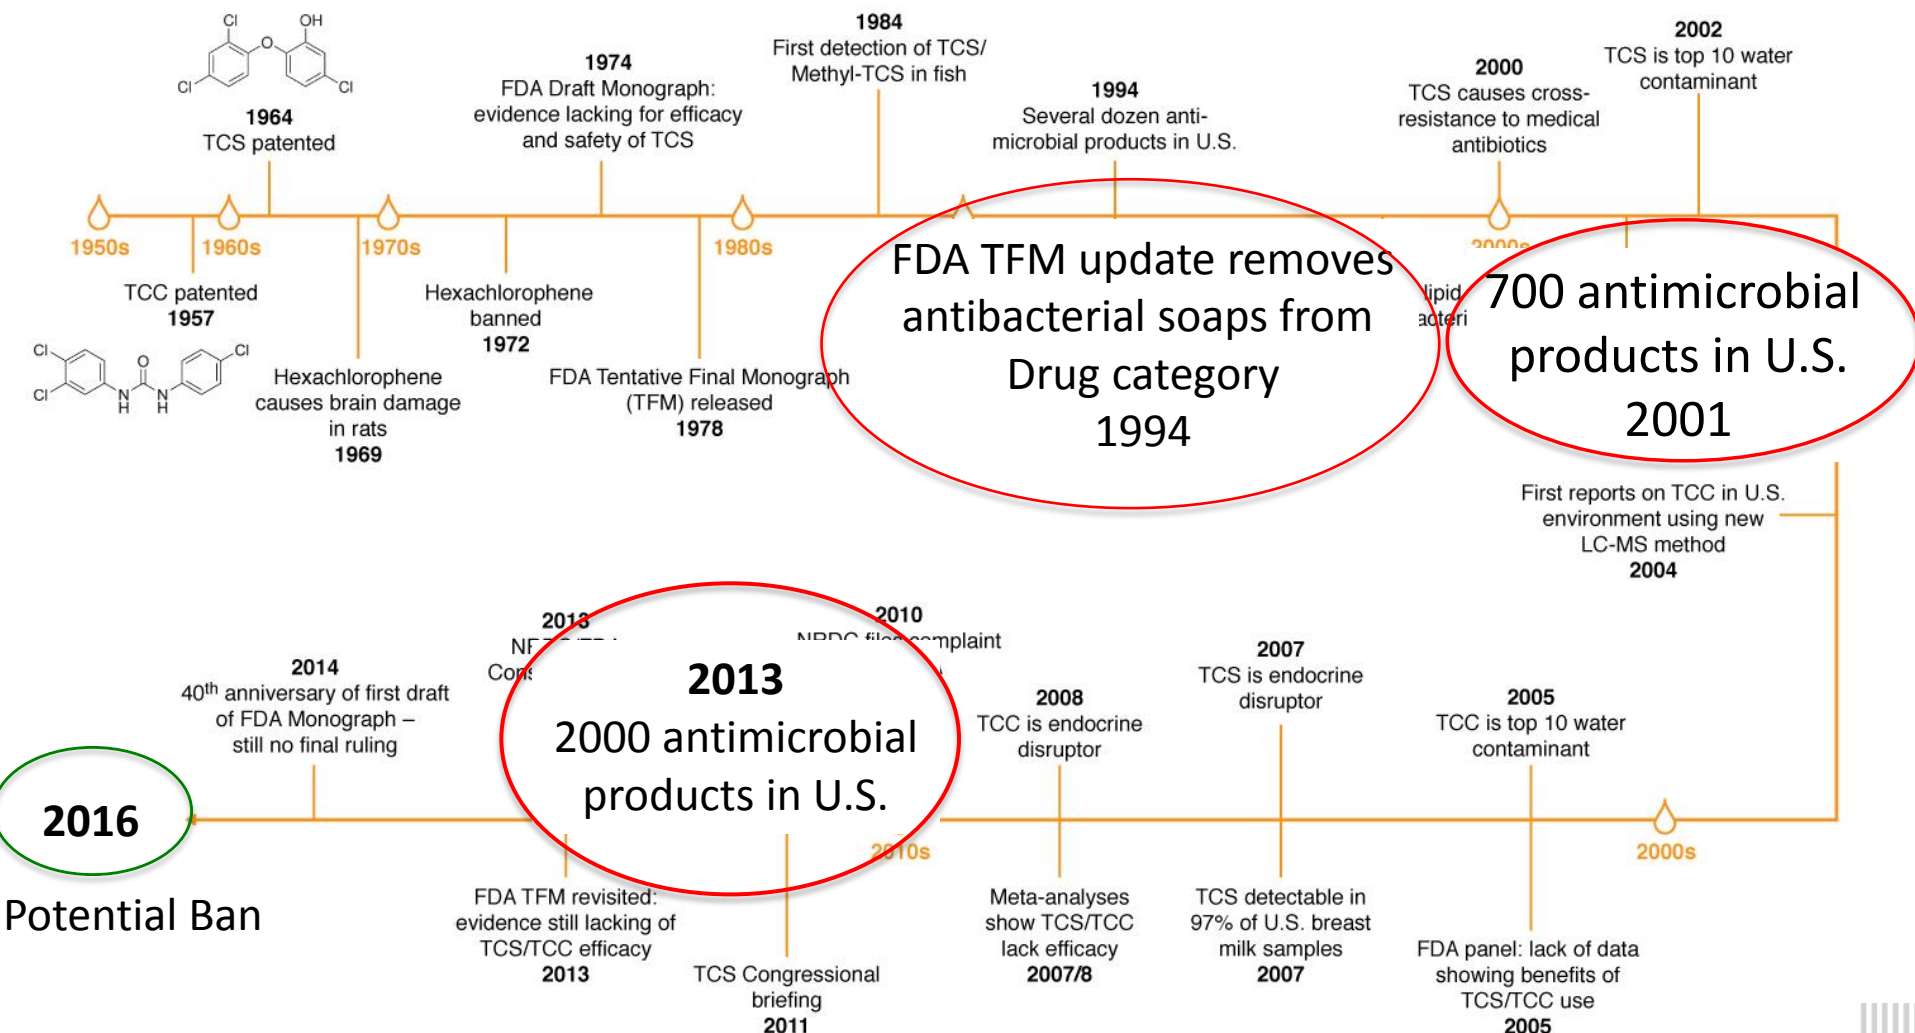 Cl
OH
Cl
O
Cl
Cl
1964
TCS patented
1974
FDA Draft Monograph:
evidence lacking for efficacy
and safety of TCS
1984
First detection of TCS/
Methyl-TCS in fish
1994
Several dozen anti-
microbial products in U.S.
2000
TCS causes cross-
resistance to medical
antibiotics
2002
TCS is top 10 water
contaminant
1950s
1960s
1970s
1980s
2000s
TCC patented
1957
Cl
Cl
O
N
H
N
H
Cl
Hexachlorophene
causes brain damage
in rats
1969
Hexachlorophene
banned
1972
FDA Tentative Final Monograph
(TFM) released
1978
FDA TFM update removes
antibacterial soaps from
Drug category
1994
lipid
acteri
700 antimicrobial
products in U.S.
2001
First reports on TCC in U.S.
environment using new
LC-MS method
2004
2016
Potential Ban
2014
40th anniversary of first draft
of FDA Monograph –
still no final ruling
2013
2013
2000 antimicrobial
products in U.S.
2010
NRDC files complaint
2008
TCC is endocrine
disruptor
2007
TCS is endocrine
disruptor
2005
TCC is top 10 water
contaminant
2010s
2000s
FDA TFM revisited:
evidence still lacking of
TCS/TCC efficacy
2013
TCS Congressional
briefing
2011
Meta-analyses
show TCS/TCC
lack efficacy
2007/8
TCS detectable in
97% of U.S. breast
milk samples
2007
FDA panel: lack of data
showing benefits of
TCS/TCC use
2005